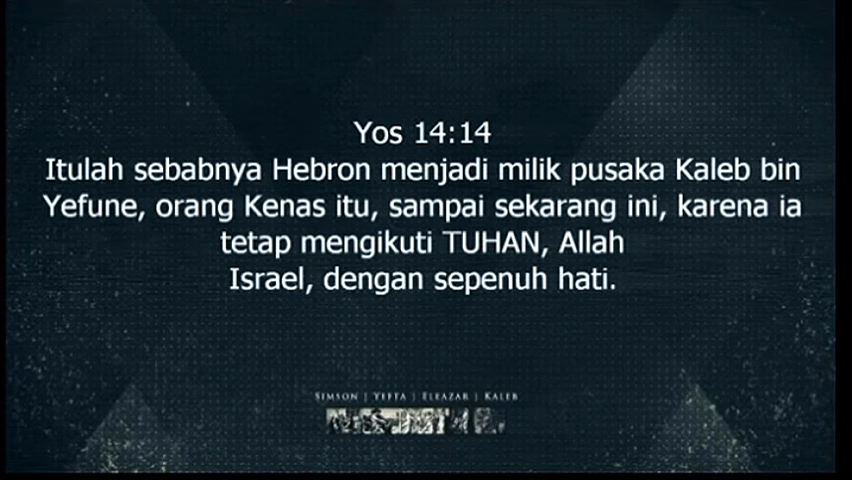 Yos 14:14
Itulah sebabnya Hebron menjadi milik pusaka Kaleb bin
Yefune, orang Kenas itu, sampai sekarang ini, karena ia
tetap mengikuti TUHAN, Allah
Israel, dengan sepenuh hati.
SIMSON | YEFTA | ELEAZAR | KALEB